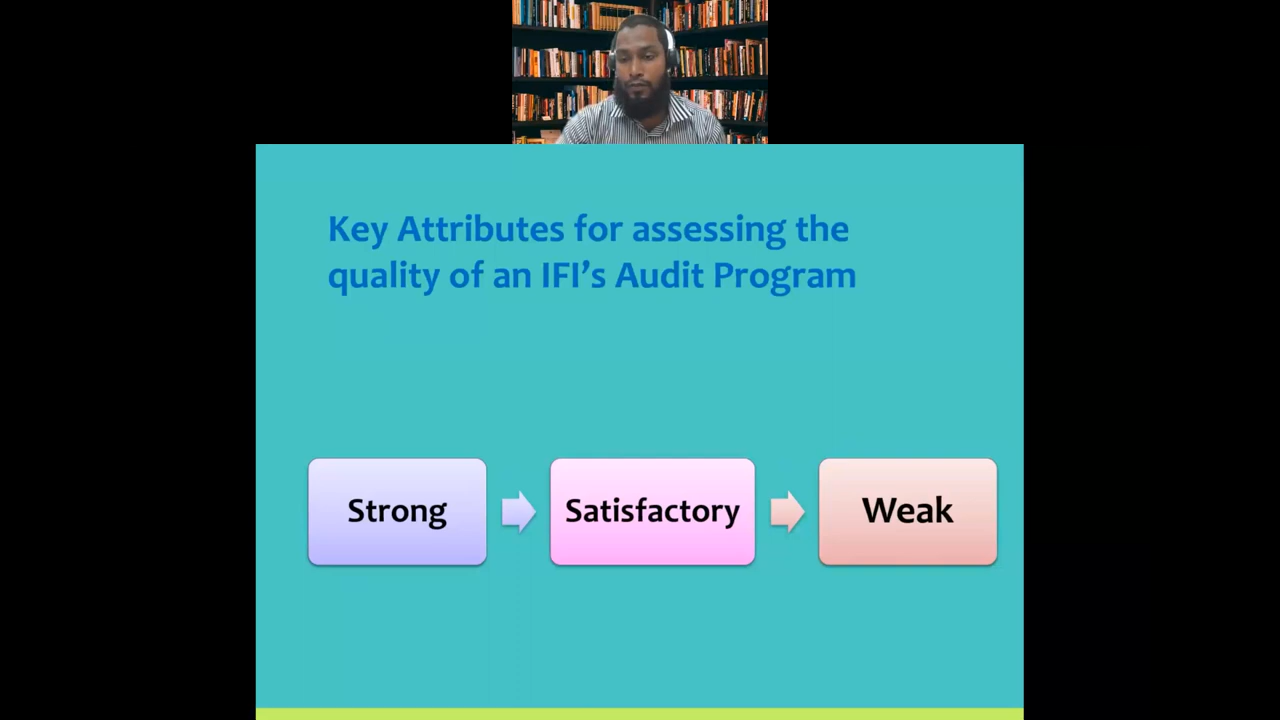 Key Attributes for assessing the
quality of an IFI’s Audit Program
Strong
Satisfactory
Weak